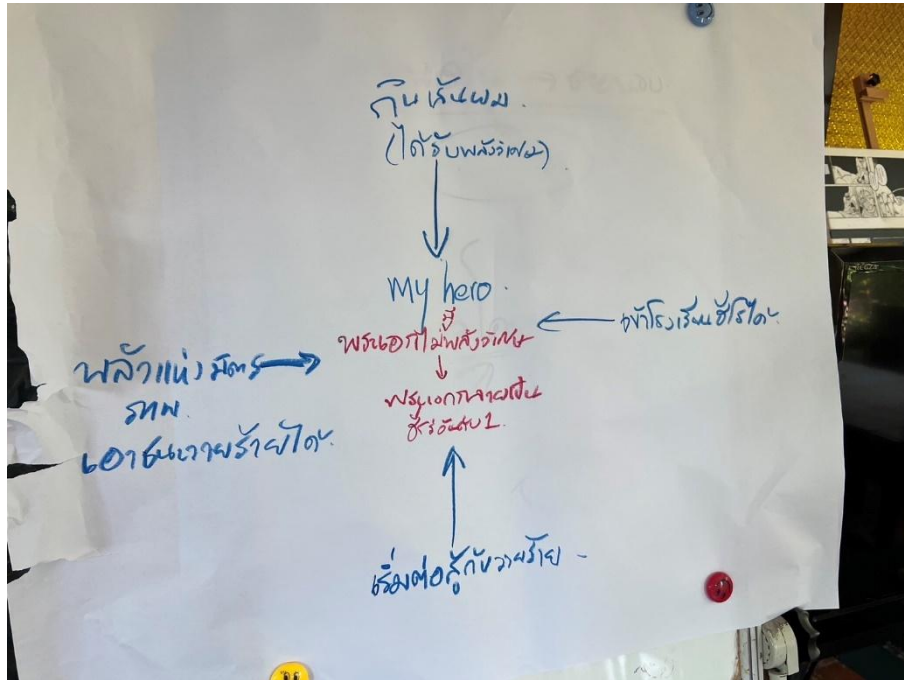 กินเส้นผม.
(ได้รับพลังวิเศษ)
my hero.
พระเอกไม่มีพลังวิเศษ
พระเอกกลายเป็น
ฮีโร่อันดับ 1.
เข้าโรงเรียนฮีโร่ได้.
พลังแห่งมิตร
ภาพ.
เอาชนะวายร้ายได้.
เริ่มต่อสู้กับวายร้าย -